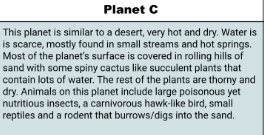 Planet C
This planet is similar to a desert, very hot and dry. Water is
is scarce, mostly found in small streams and hot springs.
Most of the planet's surface is covered in rolling hills of
sand with some spiny cactus like succulent plants that
contain lots of water. The rest of the plants are thorny and
dry. Animals on this planet include large poisonous yet
nutritious insects, a carnivorous hawk-like bird, small
reptiles and a rodent that burrows/digs into the sand.